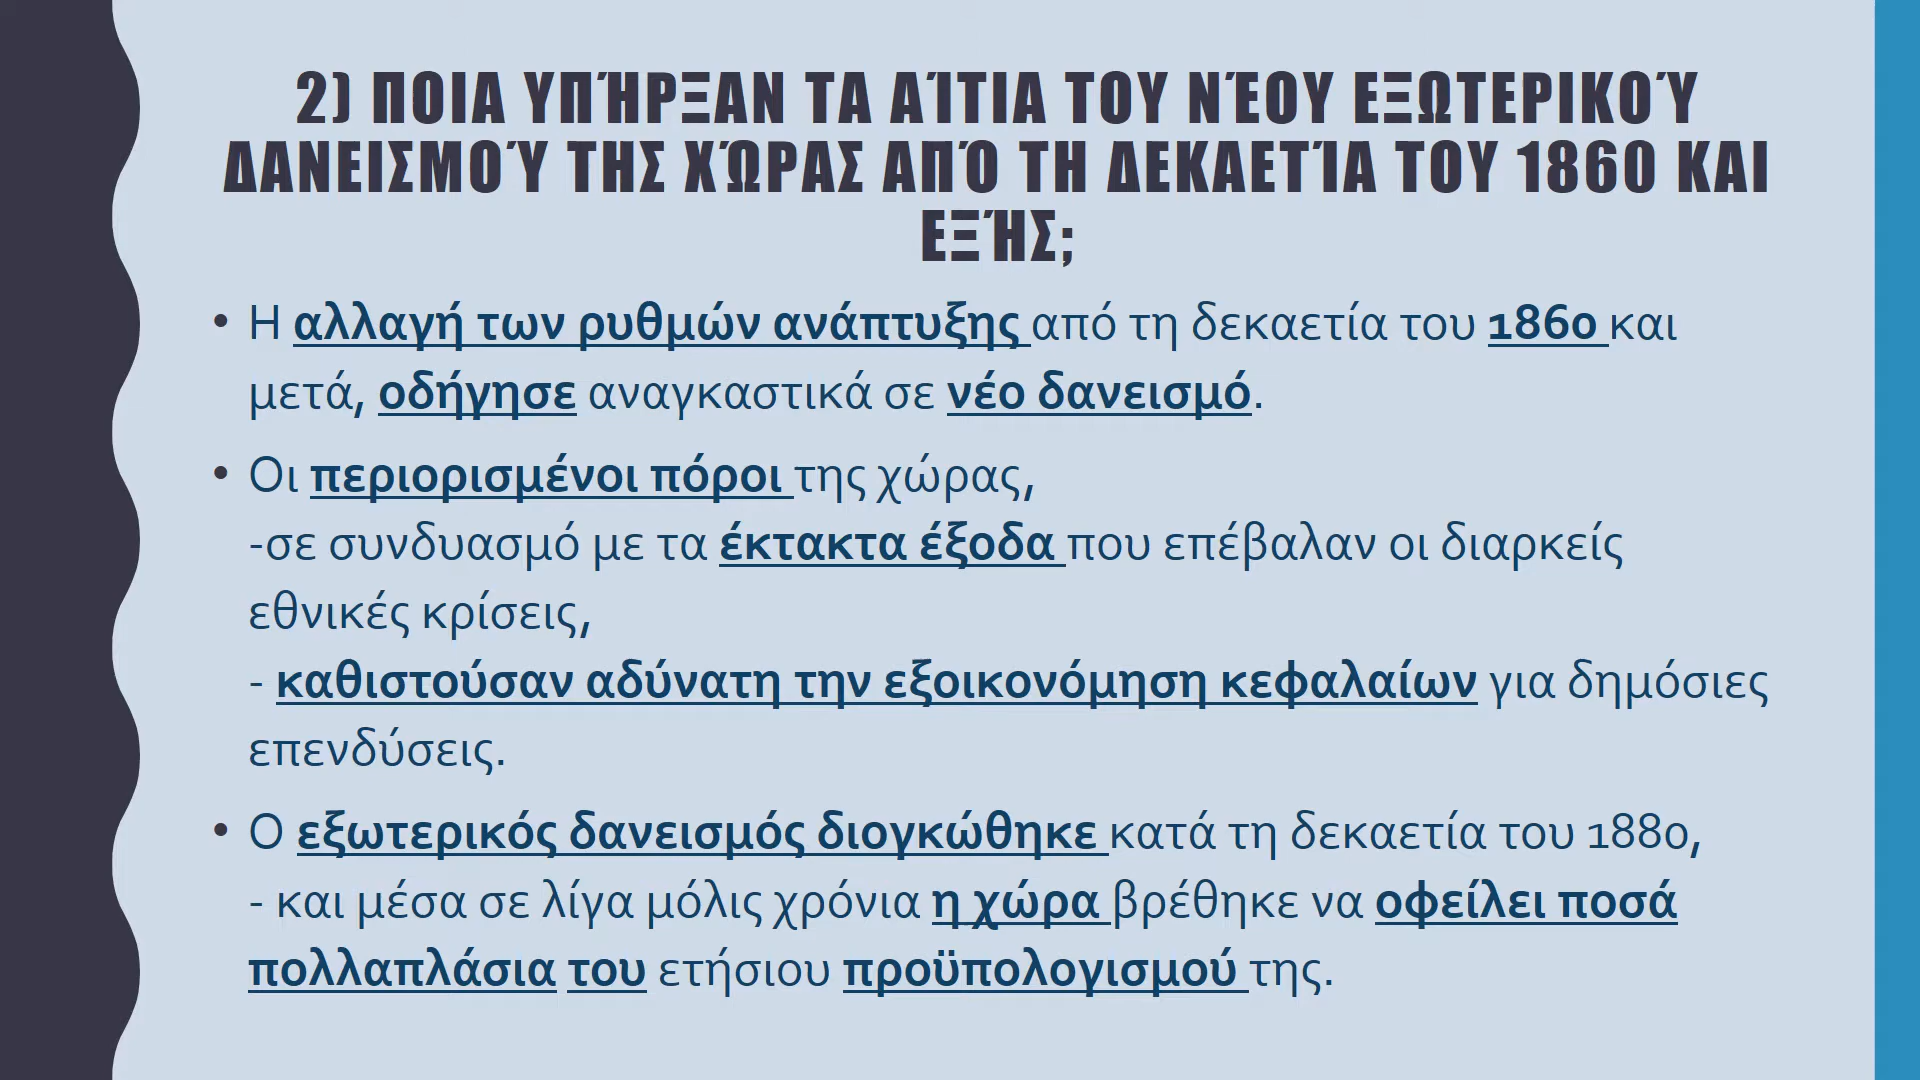 2) ΠΟΙΑ ΥΠΉΡΞΑΝ ΤΑ ΑΊΤΙΑ ΤΟΥ ΝΈΟΥ ΕΞΩΤΕΡΙΚΟΎ
ΔΑΝΕΙΣΜΟΎ ΤΗΣ ΧΏΡΑΣ ΑΠΌ ΤΗ ΔΕΚΑΕΤΊΑ ΤΟΥ 1860 ΚΑΙ
ΕΞΉΣ;
• Η αλλαγή των ρυθμών ανάπτυξης από τη δεκαετία του 1860 και
μετά, οδήγησε αναγκαστικά σε νέο δανεισμό.
• Οι περιορισμένοι πόροι της χώρας,
-σε συνδυασμό με τα έκτακτα έξοδα που επέβαλαν οι διαρκείς
εθνικές κρίσεις,
- καθιστούσαν αδύνατη την εξοικονόμηση κεφαλαίων για δημόσιες
επενδύσεις.
• Ο εξωτερικός δανεισμός διογκώθηκε κατά τη δεκαετία του 1880,
- και μέσα σε λίγα μόλις χρόνια η χώρα βρέθηκε να οφείλει ποσά
πολλαπλάσια του ετήσιου προϋπολογισμού της.